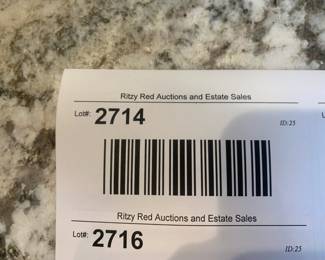 Ritzy Red Auctions and Estate Sales
Lot#: 2714
ID:25
Ritzy Red Auctions and Estate Sales
Lot#: 2716
ID:25